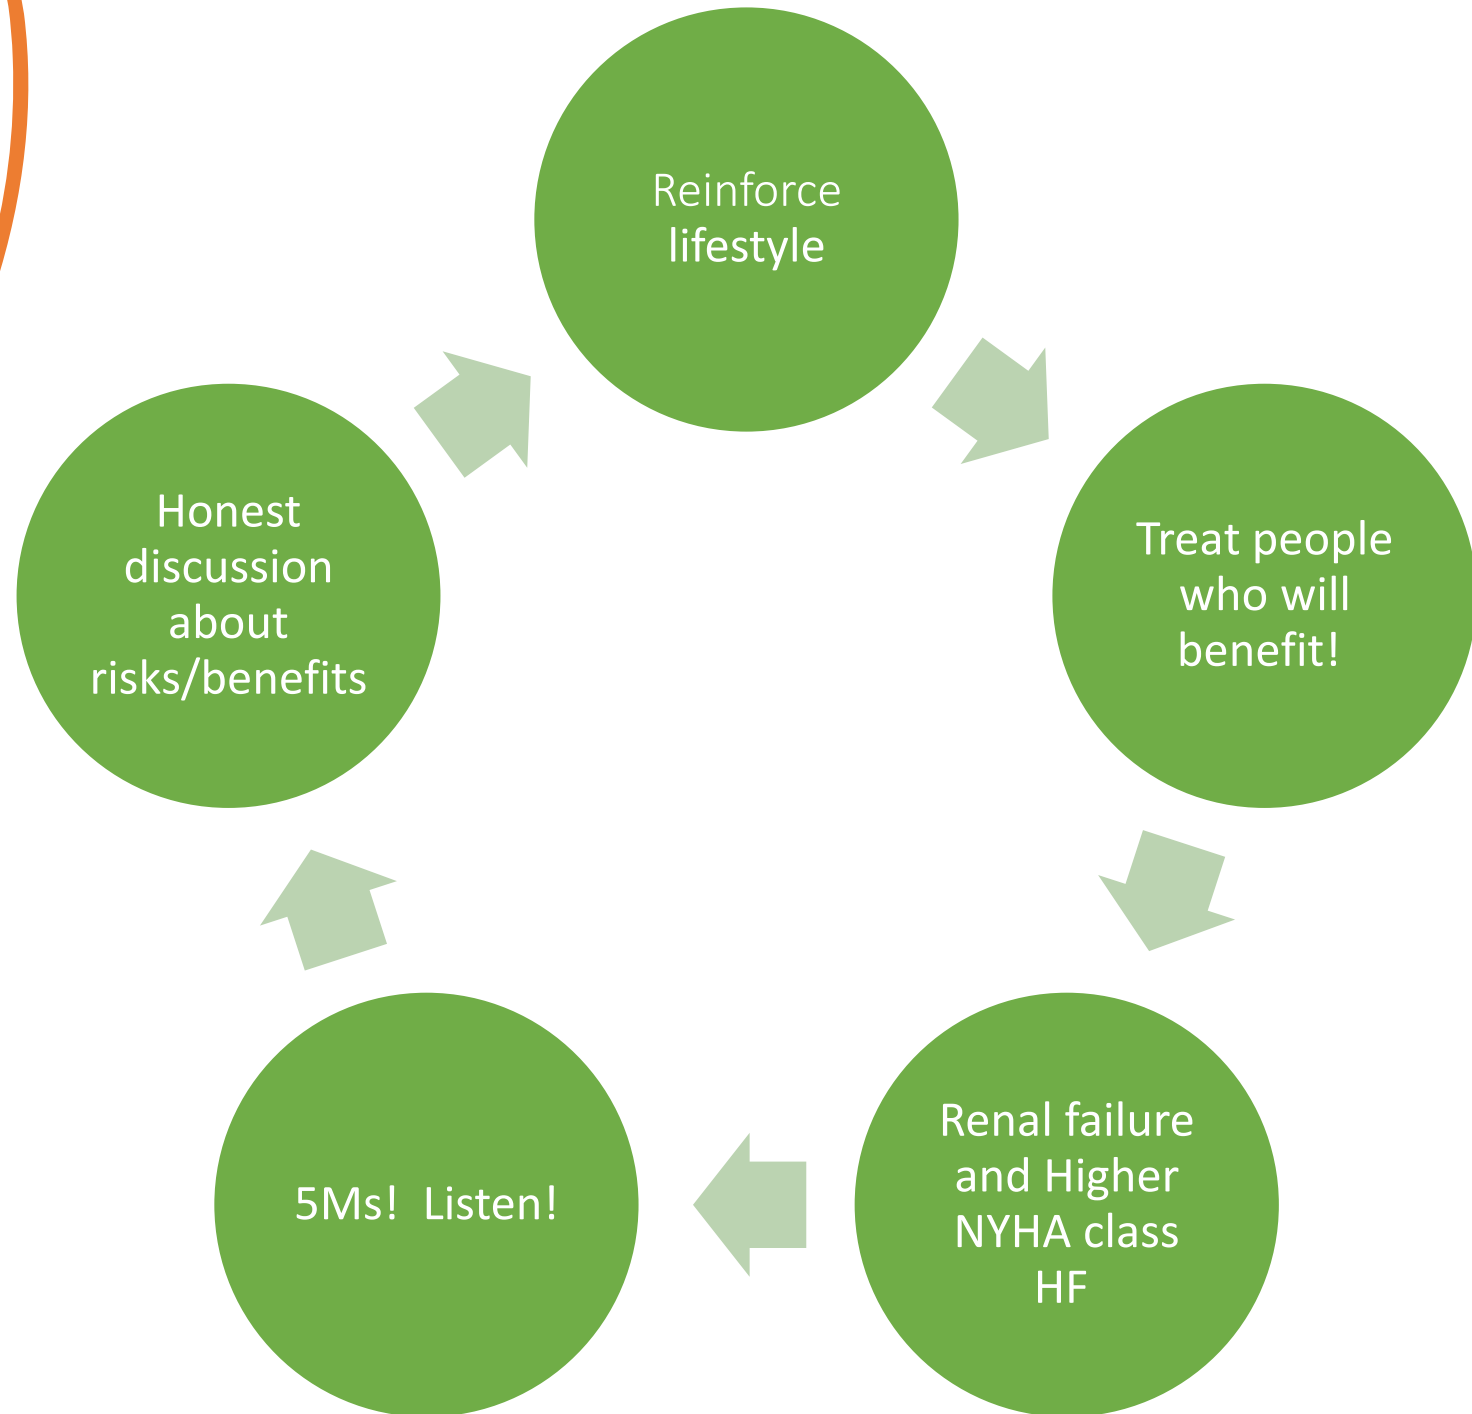 Reinforce
lifestyle
Treat people
who will
benefit!
Renal failure
and Higher
NYHA class
HF
5Ms!  Listen!
Honest
discussion
about
risks/benefits